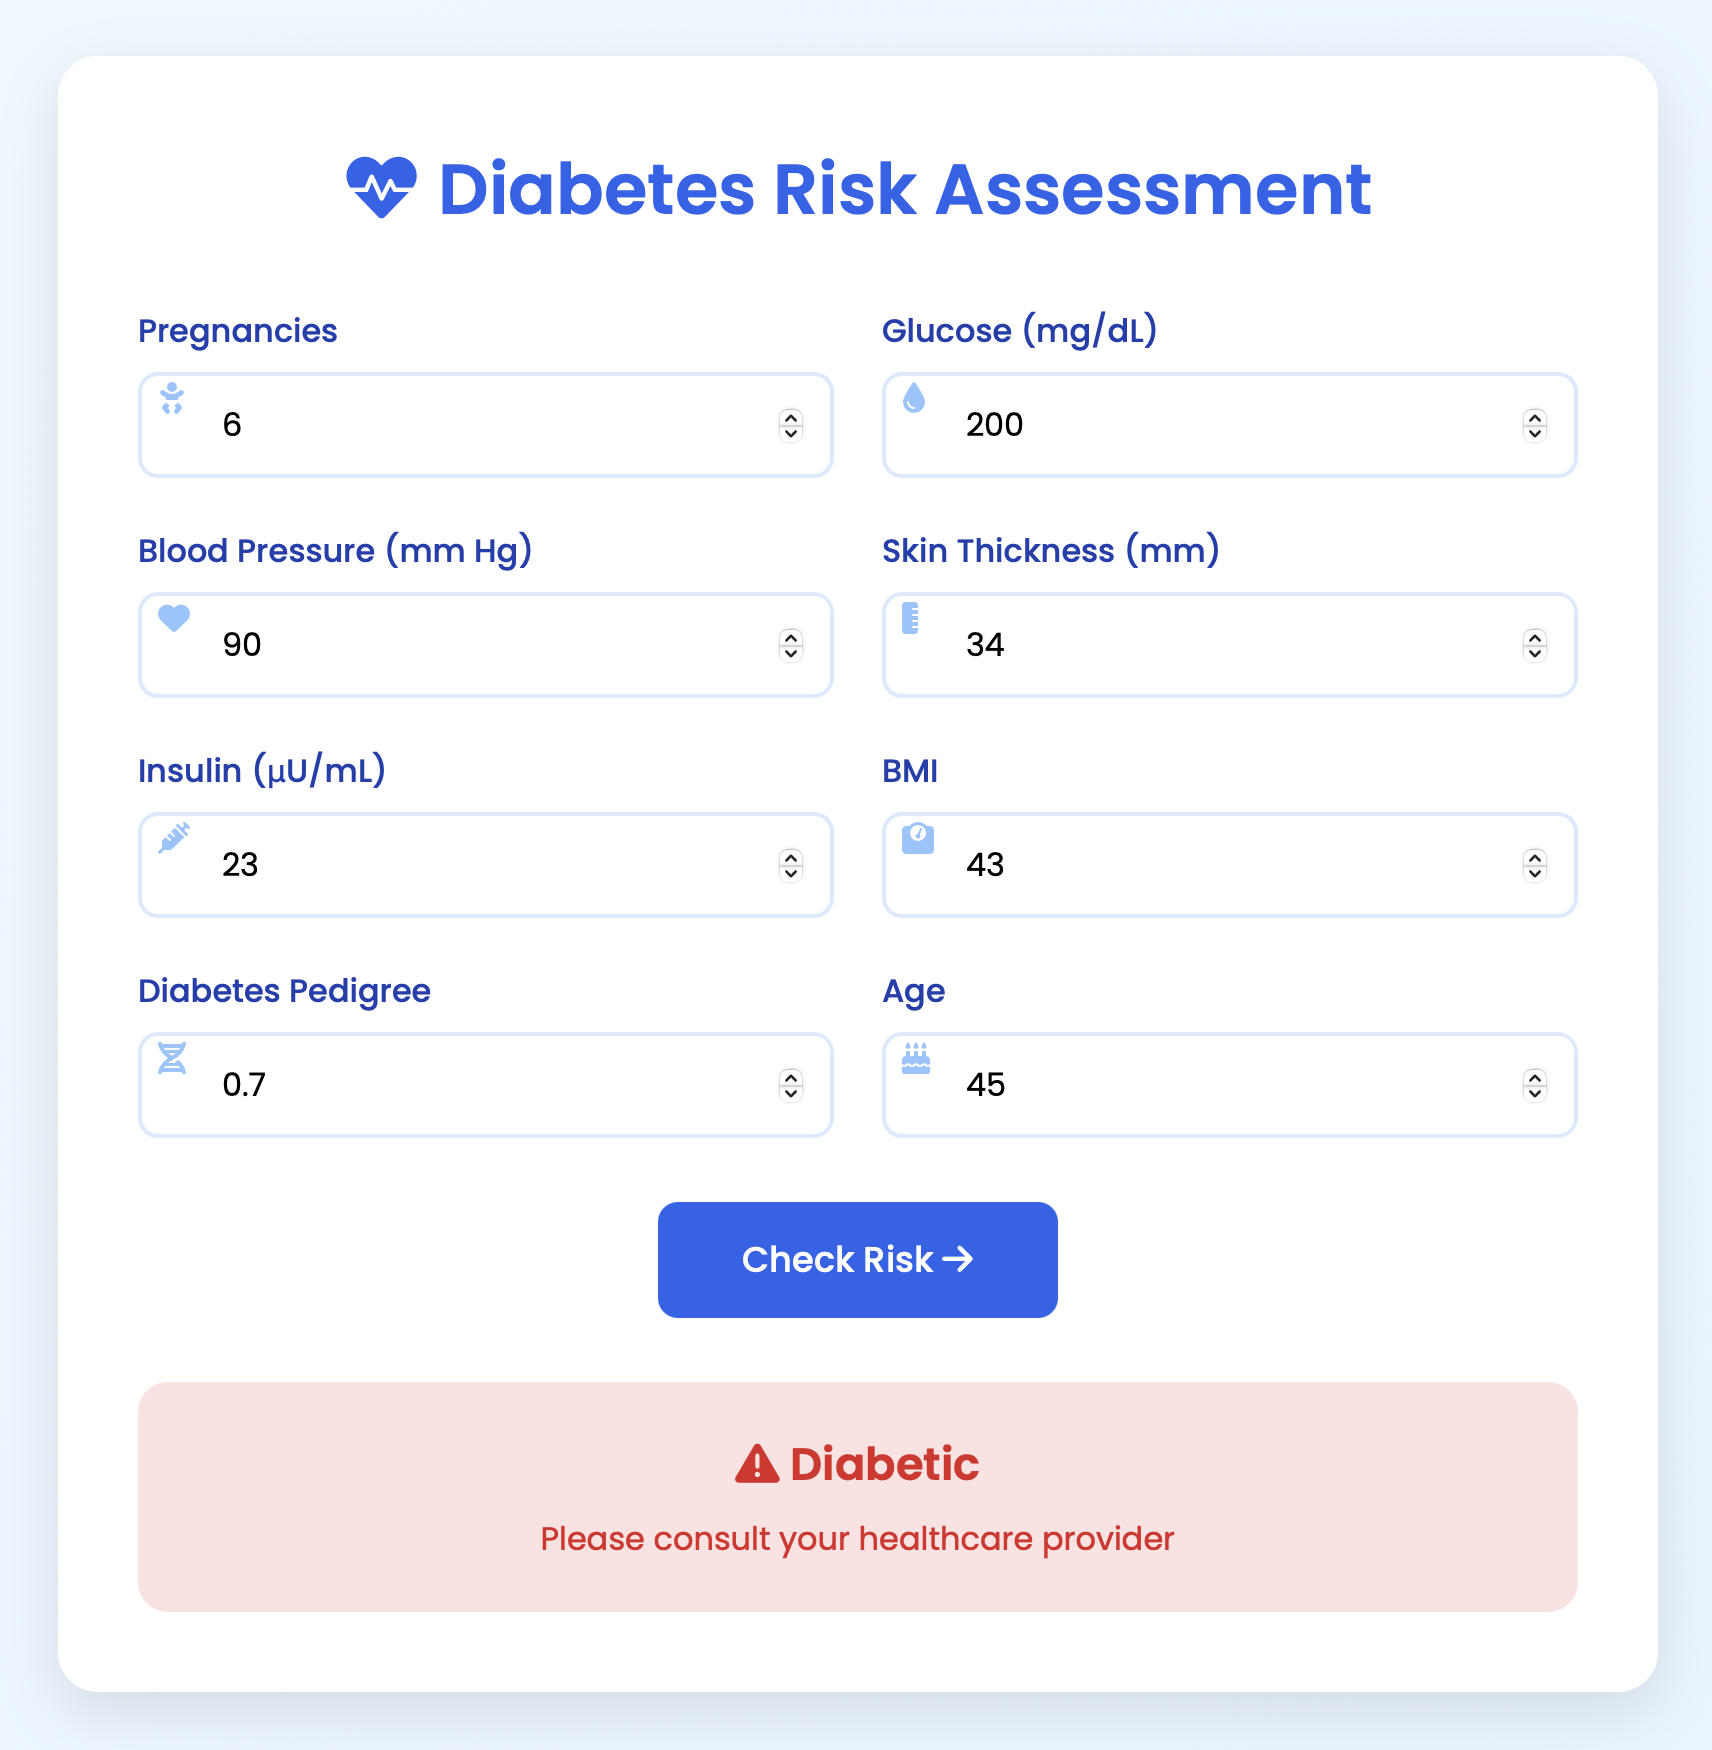 Diabetes Risk Assessment
Pregnancies
6
Glucose (mg/dL)
200
Blood Pressure (mm Hg)
90
Skin Thickness (mm)
34
Insulin (μU/mL)
23
BMI
43
Diabetes Pedigree
0.7
Age
45
Check Risk
Diabetic
Please consult your healthcare provider